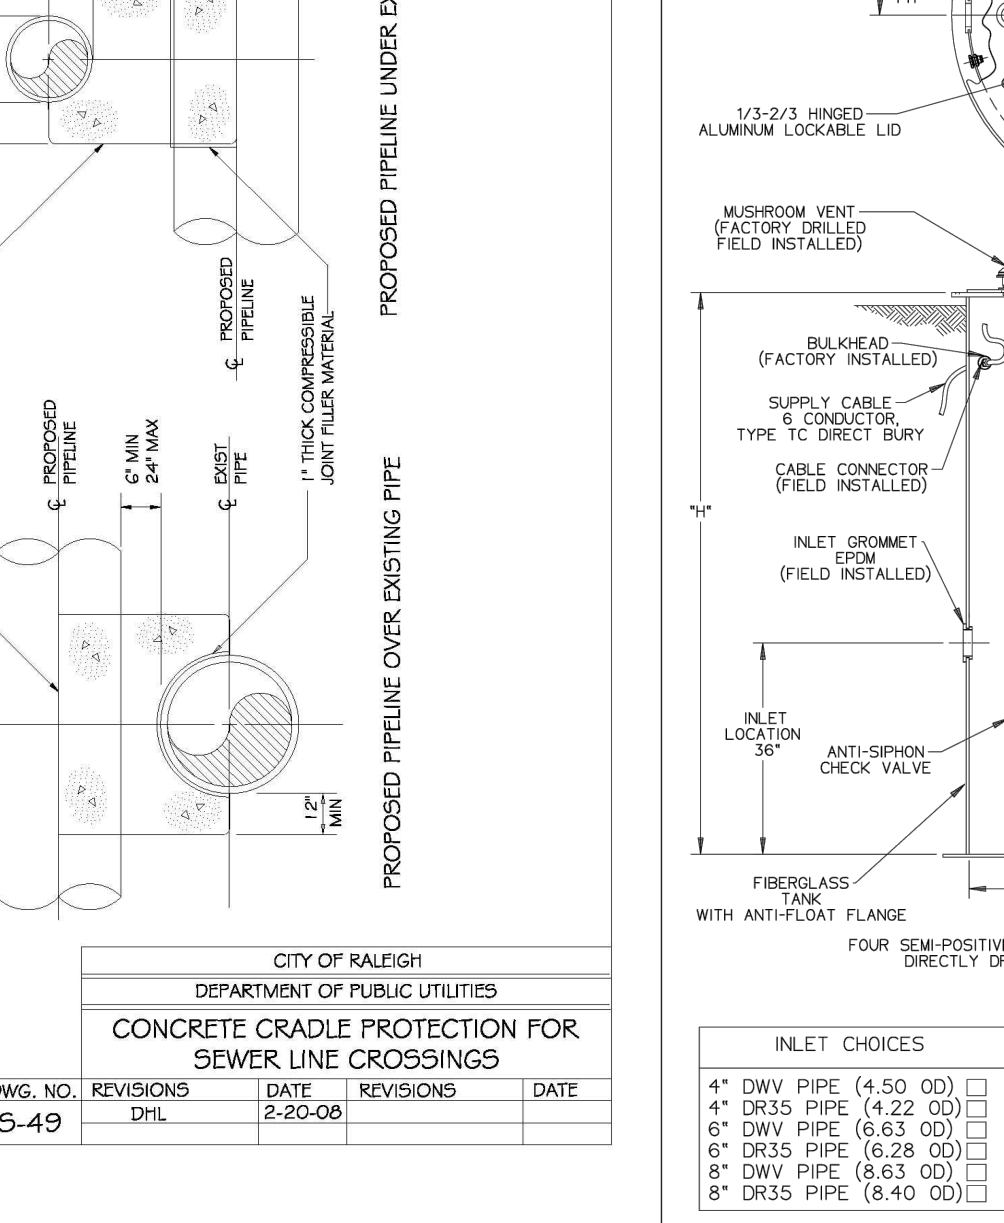 PROPOSED PIPELINE UNDER
℄ PROPOSED
PIPELINE
1" THICK COMPRESSIBLE
JOINT FILLER MATERIAL
℄ PROPOSED
PIPELINE
6" MIN
24" MAX
℄ EXIST
PIPE
12"
MIN
PROPOSED PIPELINE OVER EXISTING PIPE
CITY OF RALEIGH
DEPARTMENT OF PUBLIC UTILITIES
CONCRETE CRADLE PROTECTION FOR
SEWER LINE CROSSINGS
DWG. NO. REVISIONS DATE REVISIONS DATE
S-49 DHL 2-20-08
1/3-2/3 HINGED
ALUMINUM LOCKABLE LID
MUSHROOM VENT
(FACTORY DRILLED
FIELD INSTALLED)
BULKHEAD
(FACTORY INSTALLED)
SUPPLY CABLE
6 CONDUCTOR,
TYPE TC DIRECT BURY
CABLE CONNECTOR
(FIELD INSTALLED)
"H"
INLET GROMMET
EPDM
(FIELD INSTALLED)
INLET
LOCATION
36"
ANTI-SIPHON
CHECK VALVE
FIBERGLASS
TANK
WITH ANTI-FLOAT FLANGE
FOUR SEMI-POSITIV
DIRECTLY
INLET CHOICES
4" DWV PIPE (4.50 OD)
4" DR35 PIPE (4.22 OD)
6" DWV PIPE (6.63 OD)
6" DR35 PIPE (6.28 OD)
8" DWV PIPE (8.63 OD)
8" DR35 PIPE (8.40 OD)